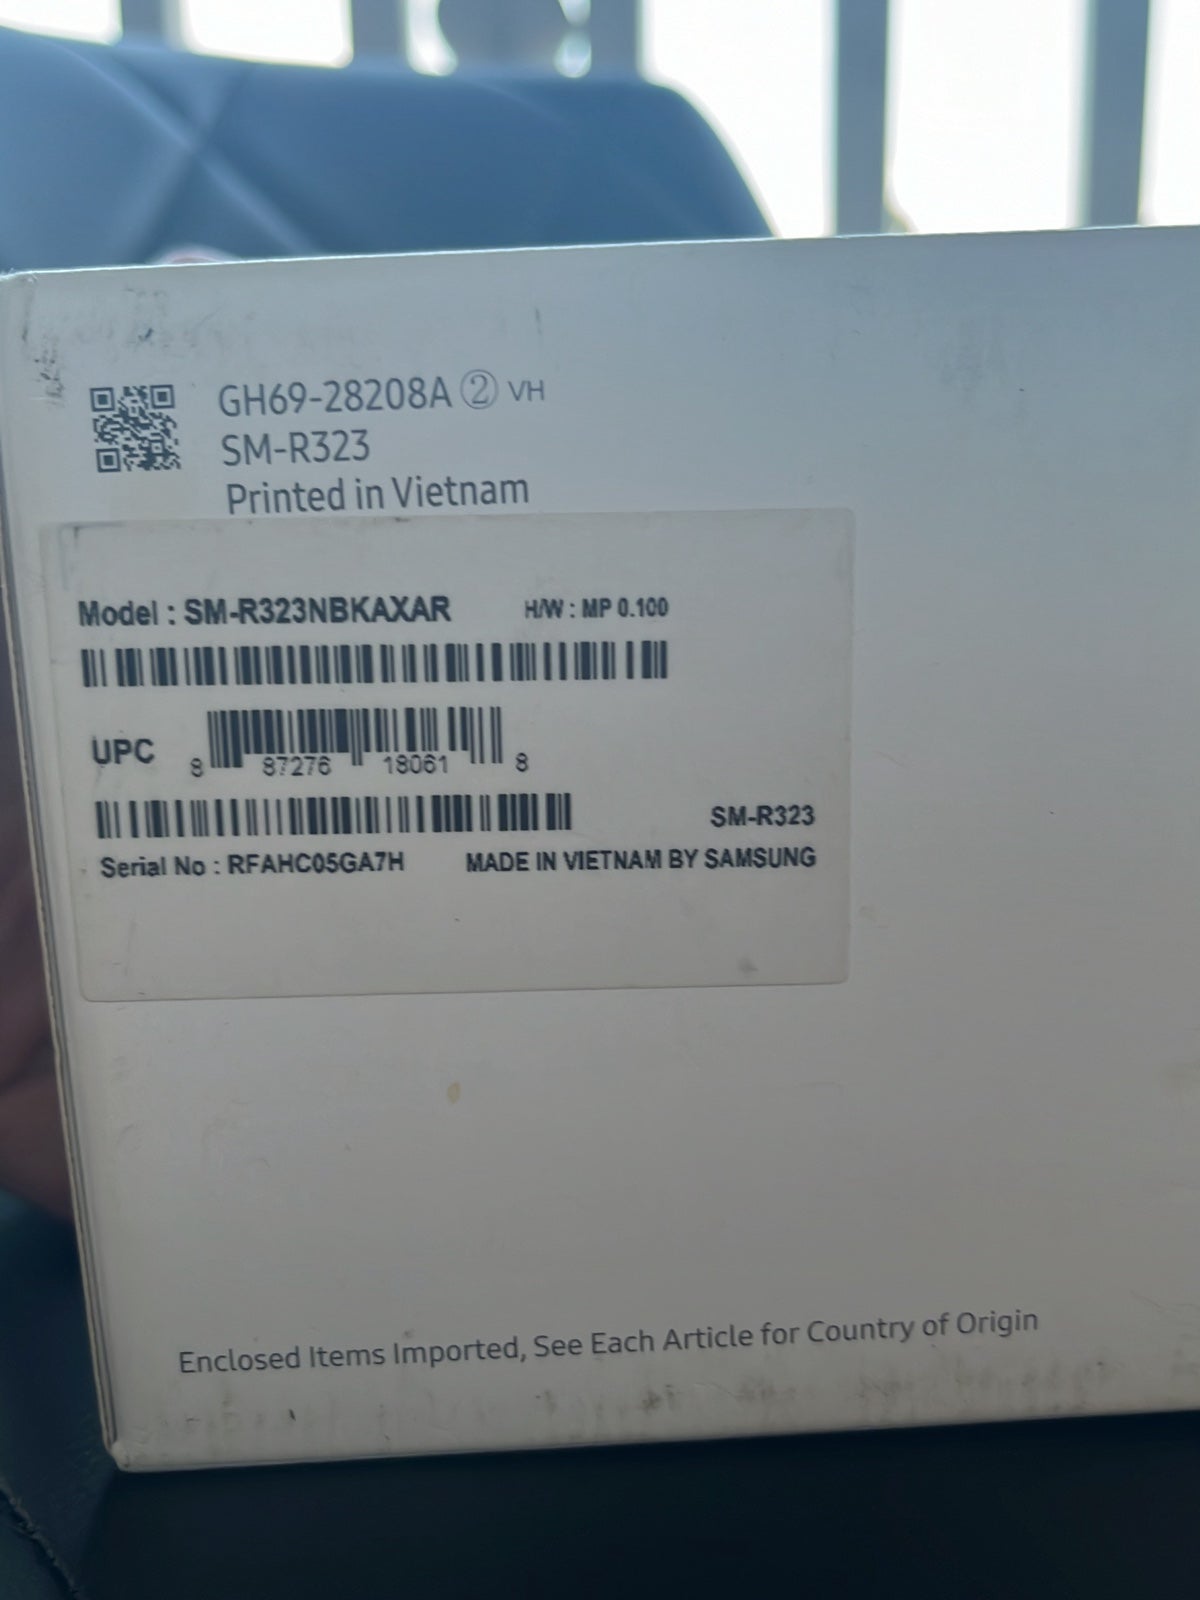 GH69-28208A ② VH
SM-R323
Printed in Vietnam
Model : SM-R323NBKAXAR H/W : MP 0.100
UPC 8 87276 18061 8
SM-R323
Serial No : RFAHC05GA7H MADE IN VIETNAM BY SAMSUNG
Enclosed Items Imported, See Each Article for Country of Origin